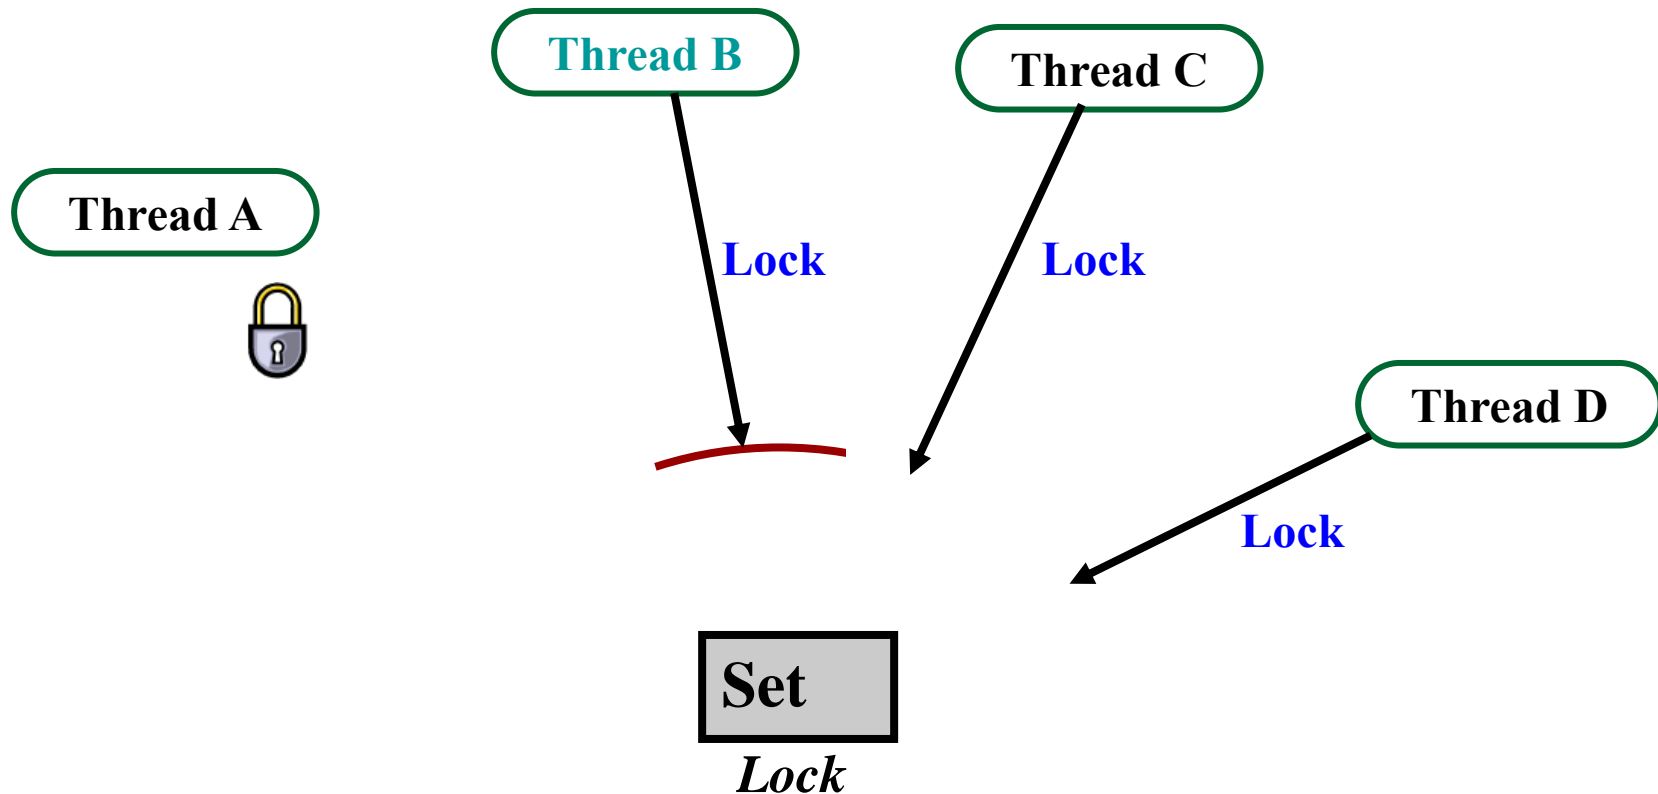 Thread B
Thread C
Thread A
Lock
Lock
Thread D
Lock
Set
Lock